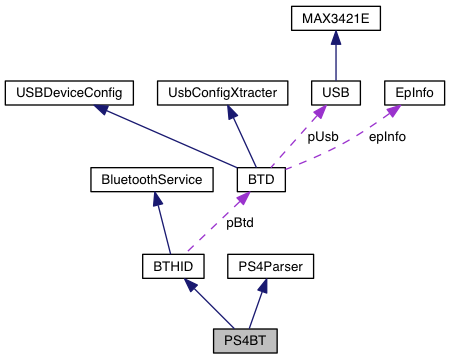 MAX3421E
USBDeviceConfig
UsbConfigXtracter
USB
EpInfo
pUsb
epInfo
BluetoothService
BTD
pBtd
BTHID
PS4Parser
PS4BT